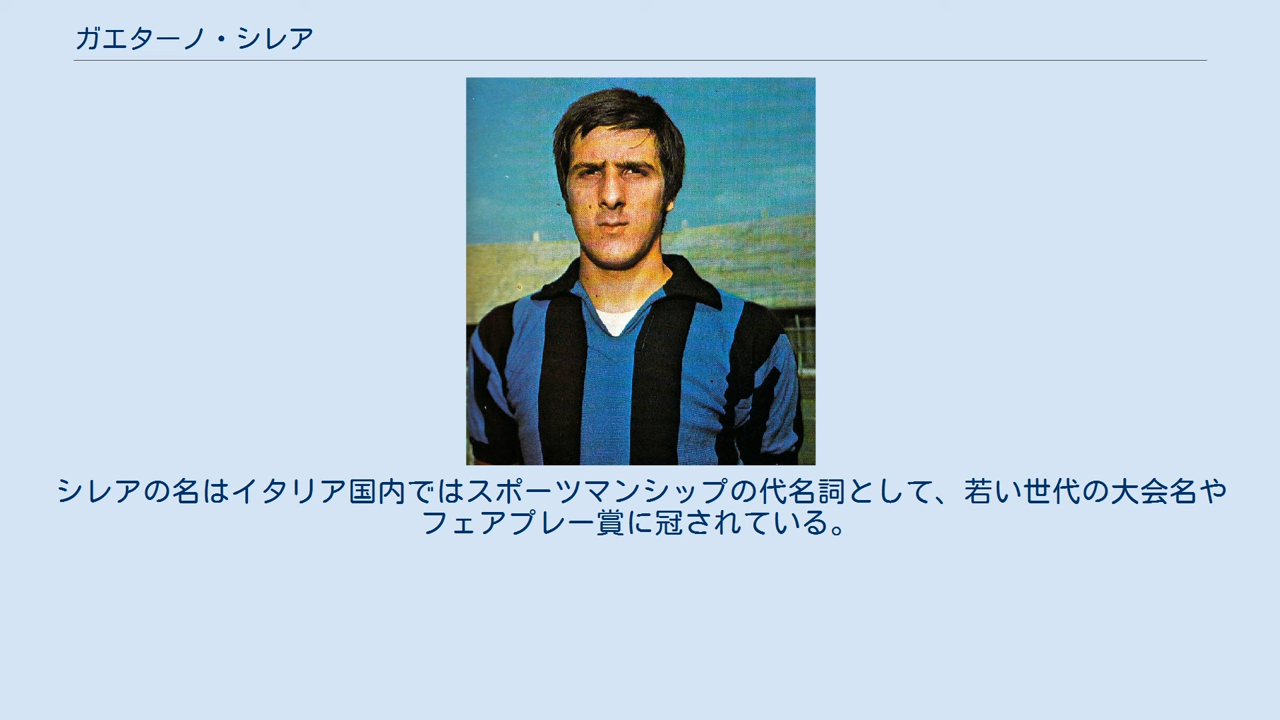 ガエターノ・シレア
シレアの名はイタリア国内ではスポーツマンシップの代名詞として、若い世代の大会名や
フェアプレー賞に冠されている。